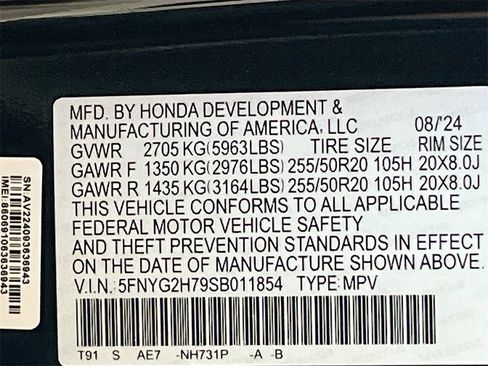 MFD. BY HONDA DEVELOPMENT &
MANUFACTURING OF AMERICA, LLC 08/'24
GVWR 2705 KG(5963LBS) TIRE SIZE RIM SIZE
GAWR F 1350 KG(2976LBS) 255/50R20 105H 20X8.0J
GAWR R 1435 KG(3164LBS) 255/50R20 105H 20X8.0J
THIS VEHICLE CONFORMS TO ALL APPLICABLE
FEDERAL MOTOR VEHICLE SAFETY
AND THEFT PREVENTION STANDARDS IN EFFECT
ON THE DATE OF MANUFACTURE SHOWN ABOVE.
V.I.N.: 5FNYG2H79SB011854 TYPE: MPV
T91 S AE7 -NH731P -A -B